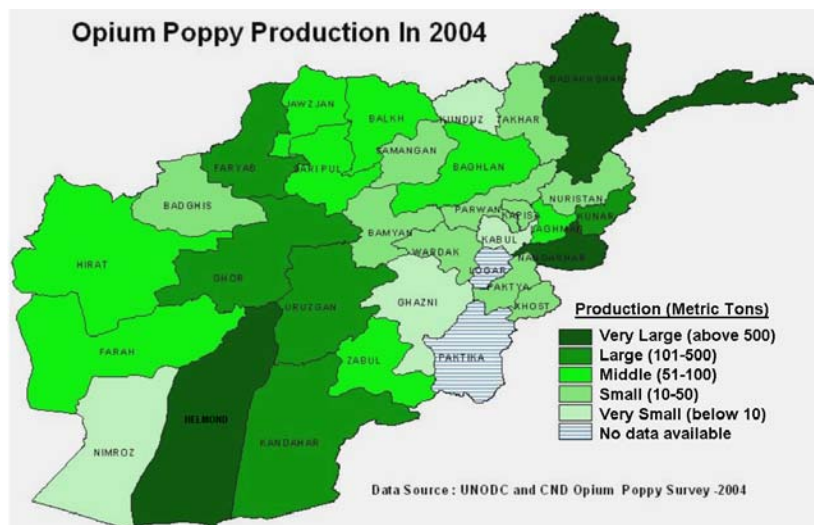 Opium Poppy Production In 2004
BADAKHSHAN
JAWZJAN
BALKH
KUNDUZ
TAKHAR
FARYAB
SARI PUL
SAMANGAN
BAGHLAN
BADGHIS
NURISTAN
PARWAN
KAPISA
KUNAR
LAGHMAN
BAMYAN
KABUL
WARDAK
HIRAT
LOGAR
NANGARHAR
GHOR
PAKTYA
URUZGAN
GHAZNI
KHOST
FARAH
ZABUL
PAKTIKA
HELMOND
KANDAHAR
NIMROZ
Production (Metric Tons)
Very Large (above 500)
Large (101-500)
Middle (51-100)
Small (10-50)
Very Small (below 10)
No data available
Data Source : UNODC and CND Opium Poppy Survey -2004